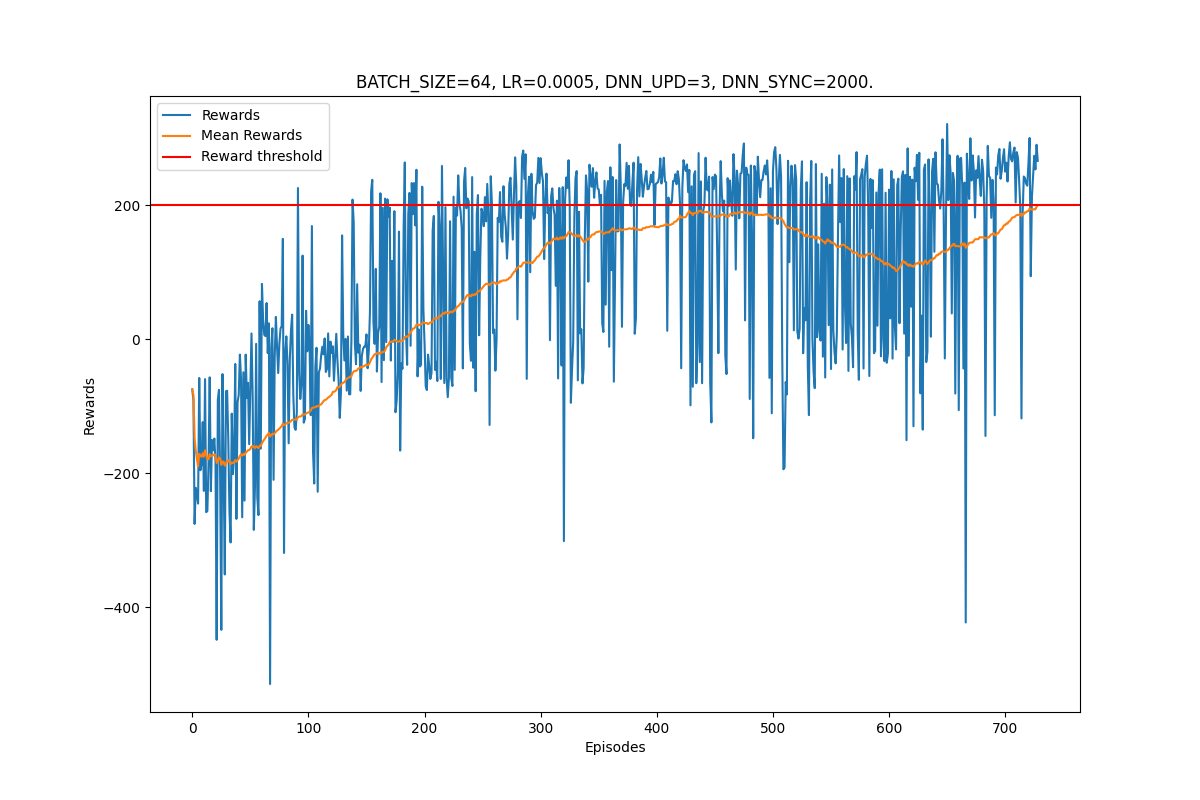 BATCH_SIZE=64, LR=0.0005, DNN_UPD=3, DNN_SYNC=2000.
Rewards
Mean Rewards
Reward threshold
200
0
−200
−400
Rewards
0 100 200 300 400 500 600 700
Episodes